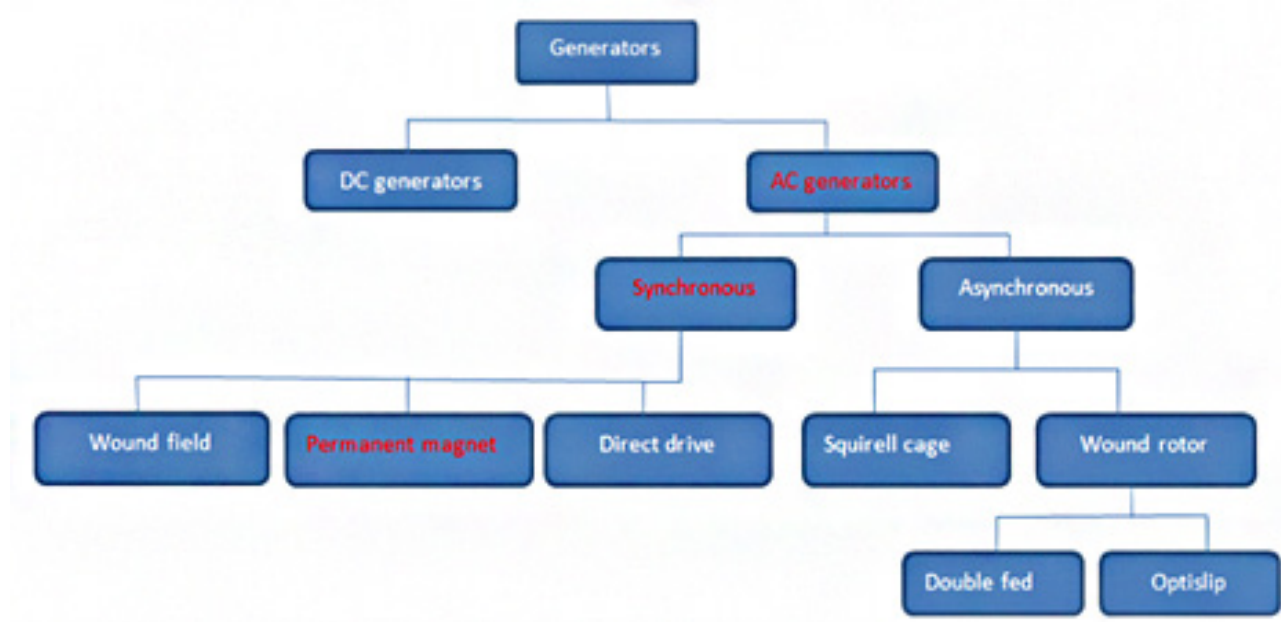 Generators
DC generators
AC generators
Synchronous
Asynchronous
Wound field
Permanent magnet
Direct drive
Squirell cage
Wound rotor
Double fed
Optislip